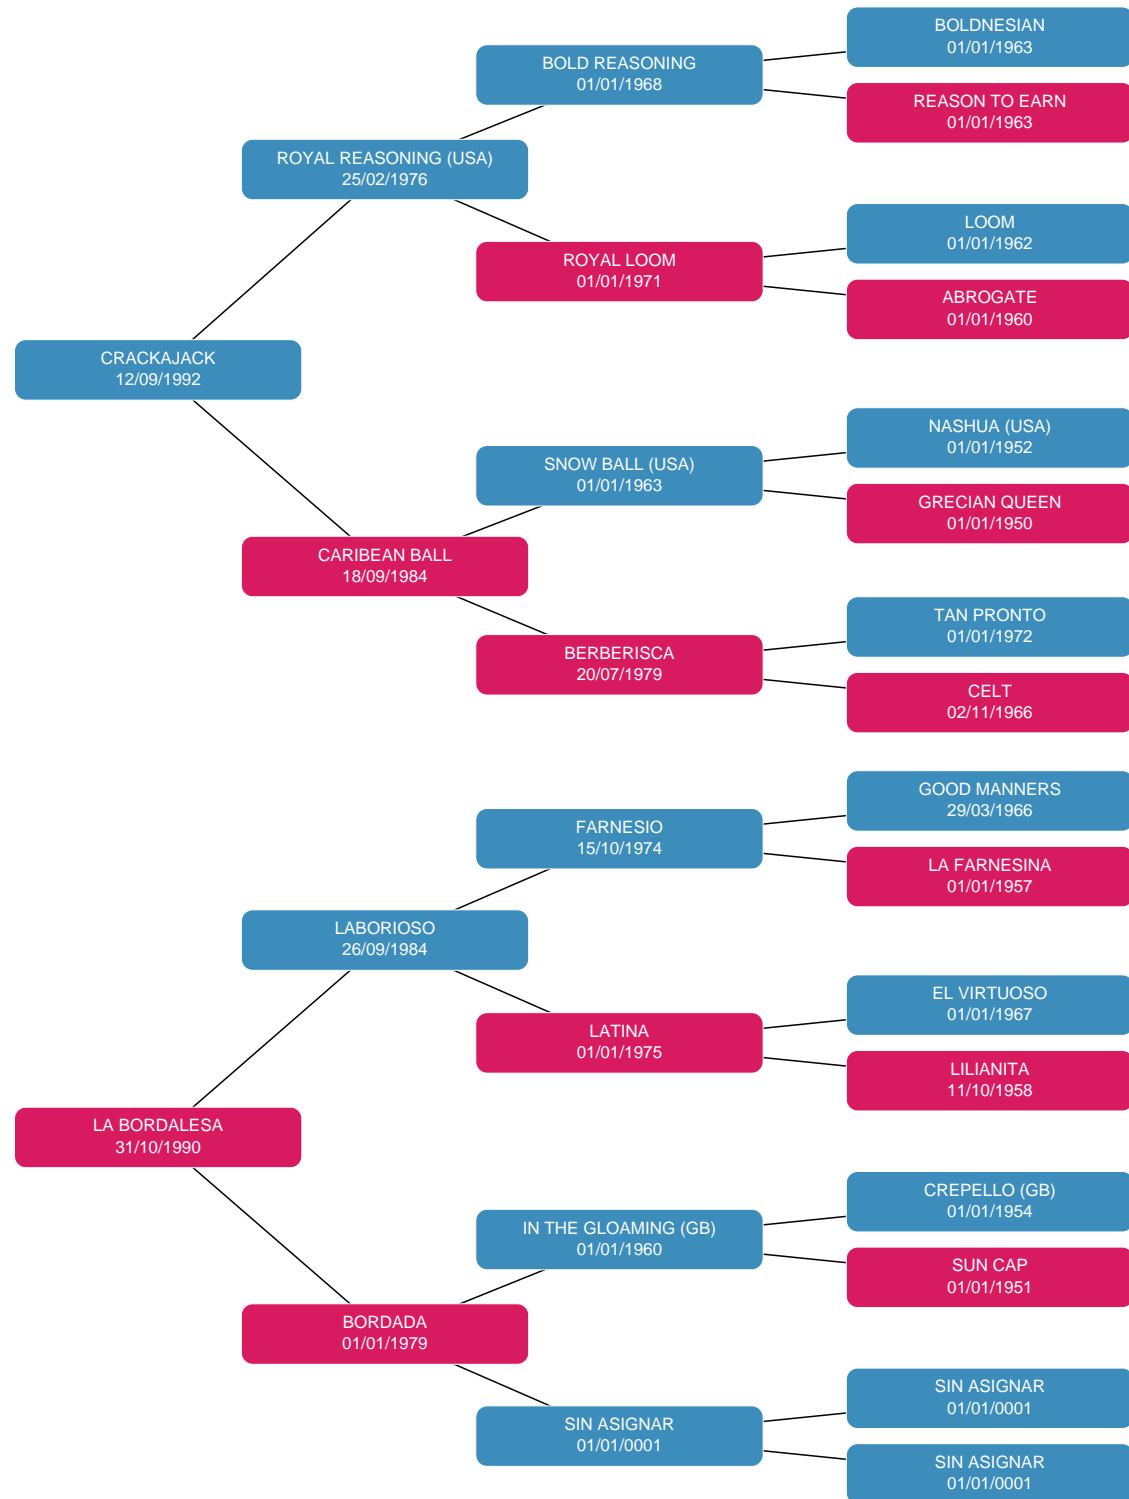 BOLDNESIAN
01/01/1963
BOLD REASONING
01/01/1968
REASON TO EARN
01/01/1963
ROYAL REASONING (USA)
25/02/1976
LOOM
01/01/1962
ROYAL LOOM
01/01/1971
ABROGATE
01/01/1960
CRACKAJACK
12/09/1992
NASHUA (USA)
01/01/1952
SNOW BALL (USA)
01/01/1963
GRECIAN QUEEN
01/01/1950
CARIBEAN BALL
18/09/1984
TAN PRONTO
01/01/1972
BERBERISCA
20/07/1979
CELT
02/11/1966
GOOD MANNERS
29/03/1966
FARNESIO
15/10/1974
LA FARNESINA
01/01/1957
LABORIOSO
26/09/1984
EL VIRTUOSO
01/01/1967
LATINA
01/01/1975
LILIANITA
11/10/1958
LA BORDALESA
31/10/1990
CREPELLO (GB)
01/01/1954
IN THE GLOAMING (GB)
01/01/1960
SUN CAP
01/01/1951
BORDADA
01/01/1979
SIN ASIGNAR
01/01/0001
SIN ASIGNAR
01/01/0001
SIN ASIGNAR
01/01/0001